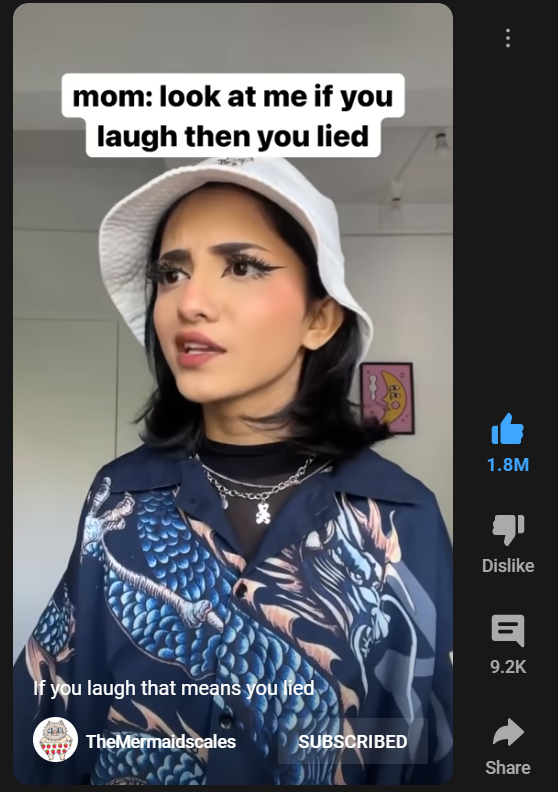 mom: look at me if you
laugh then you lied
1.8M
Dislike
9.2K
If you laugh that means you lied
TheMermaidscales
SUBSCRIBED
Share